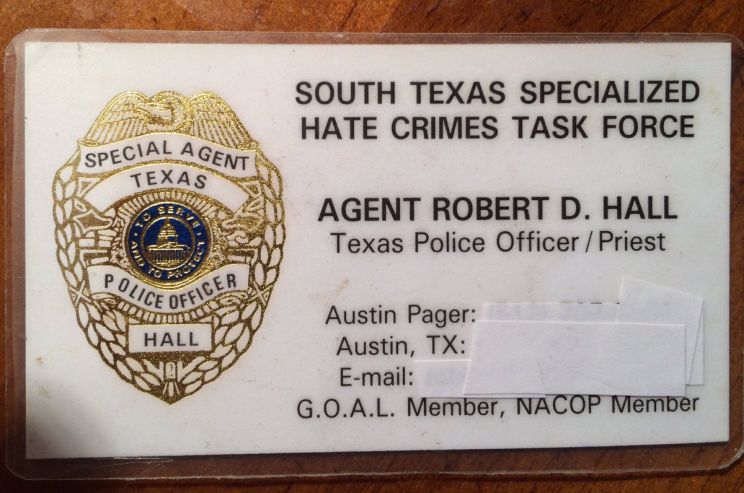 SPECIAL AGENT
TEXAS
TO SERVE
AND TO PROTECT
POLICE OFFICER
HALL
SOUTH TEXAS SPECIALIZED
HATE CRIMES TASK FORCE
AGENT ROBERT D. HALL
Texas Police Officer / Priest
Austin Pager:
Austin, TX:
E-mail:
G.O.A.L. Member, NACOP Member